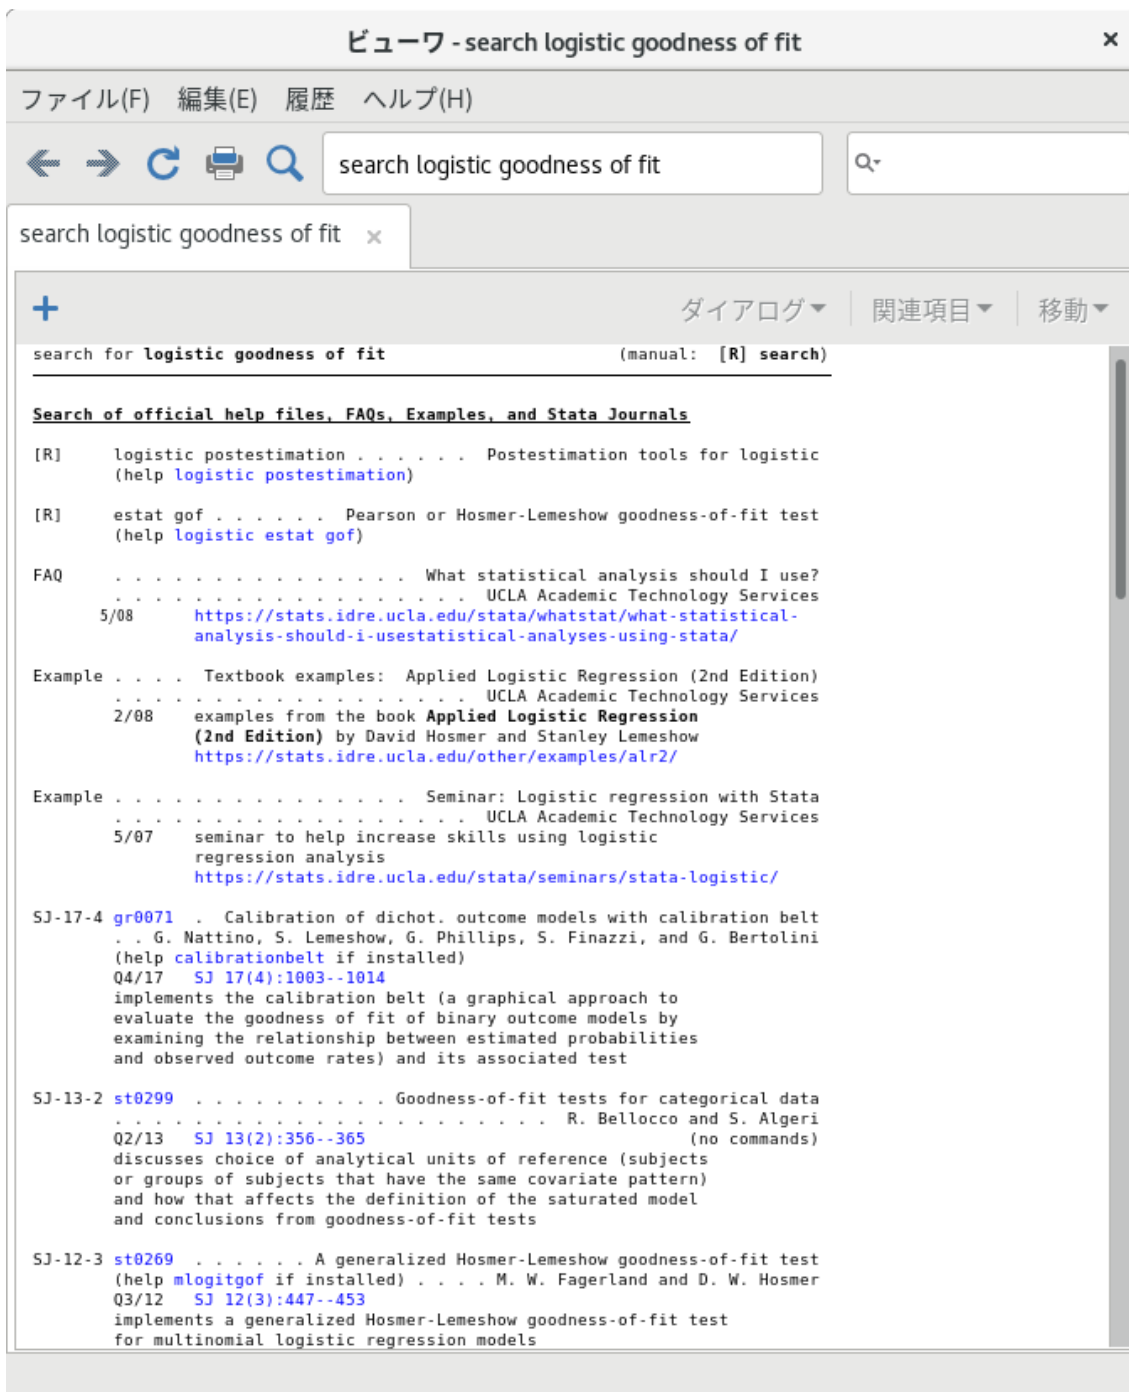 ビューワ - search logistic goodness of fit
ファイル(F) 編集(E) 履歴 ヘルプ(H)
search logistic goodness of fit
search logistic goodness of fit
ダイアログ 関連項目 移動
search for logistic goodness of fit (manual: [R] search)
Search of official help files, FAQs, Examples, and Stata Journals
[R] logistic postestimation . . . . . . Postestimation tools for logistic
(help logistic postestimation)
[R] estat gof . . . . . . Pearson or Hosmer-Lemeshow goodness-of-fit test
(help logistic estat gof)
FAQ . . . . . . . . . . . . . . . . What statistical analysis should I use?
. . . . . . . . . . . . . . . . . . UCLA Academic Technology Services
5/08 https://stats.idre.ucla.edu/stata/whatstat/what-statistical-
analysis-should-i-usestatistical-analyses-using-stata/
Example . . . . Textbook examples: Applied Logistic Regression (2nd Edition)
. . . . . . . . . . . . . . . . . . UCLA Academic Technology Services
2/08 examples from the book Applied Logistic Regression
(2nd Edition) by David Hosmer and Stanley Lemeshow
https://stats.idre.ucla.edu/other/examples/alr2/
Example . . . . . . . . . . . . . . . Seminar: Logistic regression with Stata
. . . . . . . . . . . . . . . . . . UCLA Academic Technology Services
5/07 seminar to help increase skills using logistic
regression analysis
https://stats.idre.ucla.edu/stata/seminars/stata-logistic/
SJ-17-4 gr0071 . Calibration of dichot. outcome models with calibration belt
. . G. Nattino, S. Lemeshow, G. Phillips, S. Finazzi, and G. Bertolini
(help calibrationbelt if installed)
Q4/17 SJ 17(4):1003--1014
implements the calibration belt (a graphical approach to
evaluate the goodness of fit of binary outcome models by
examining the relationship between estimated probabilities
and observed outcome rates) and its associated test
SJ-13-2 st0299 . . . . . . . . . . Goodness-of-fit tests for categorical data
. . . . . . . . . . . . . . . . . . . . . . R. Bellocco and S. Algeri
Q2/13 SJ 13(2):356--365 (no commands)
discusses choice of analytical units of reference (subjects
or groups of subjects that have the same covariate pattern)
and how that affects the definition of the saturated model
and conclusions from goodness-of-fit tests
SJ-12-3 st0269 . . . . . . A generalized Hosmer-Lemeshow goodness-of-fit test
(help mlogitgof if installed) . . . . M. W. Fagerland and D. W. Hosmer
Q3/12 SJ 12(3):447--453
implements a generalized Hosmer-Lemeshow goodness-of-fit test
for multinomial logistic regression models